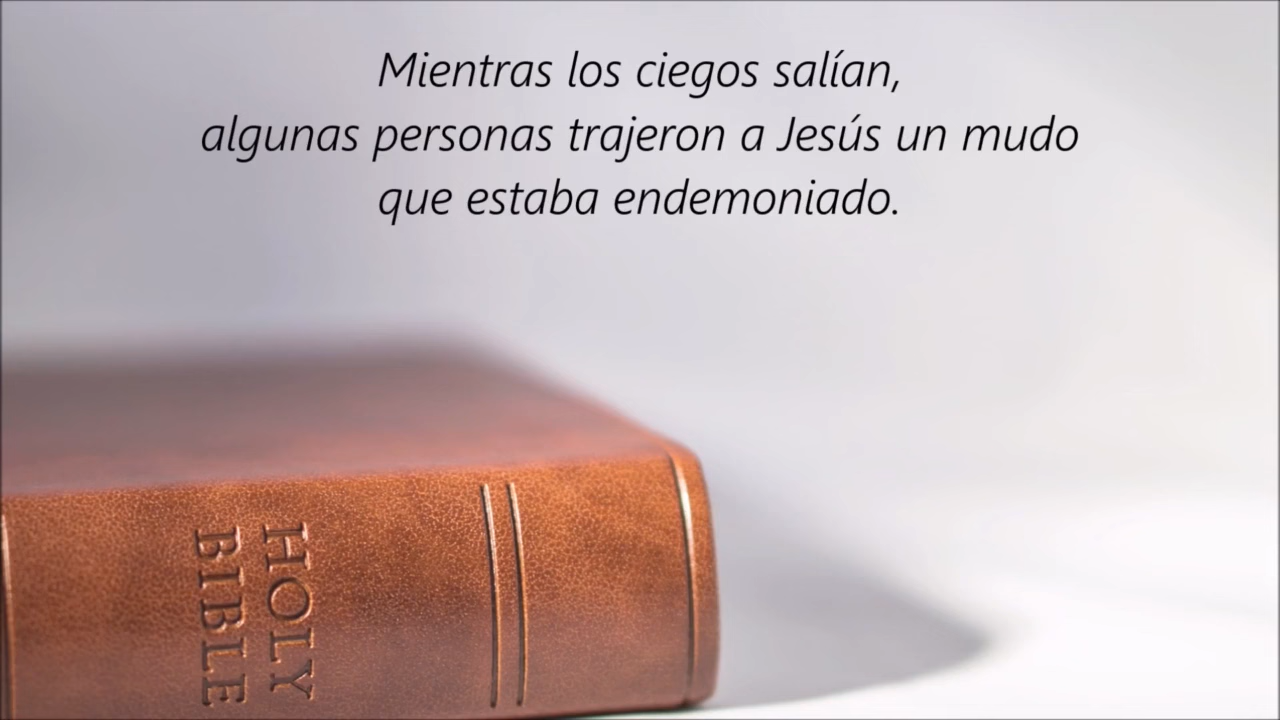 Mientras los ciegos salían,
algunas personas trajeron a Jesús un mudo
que estaba endemoniado.
HOLY
BIBLE